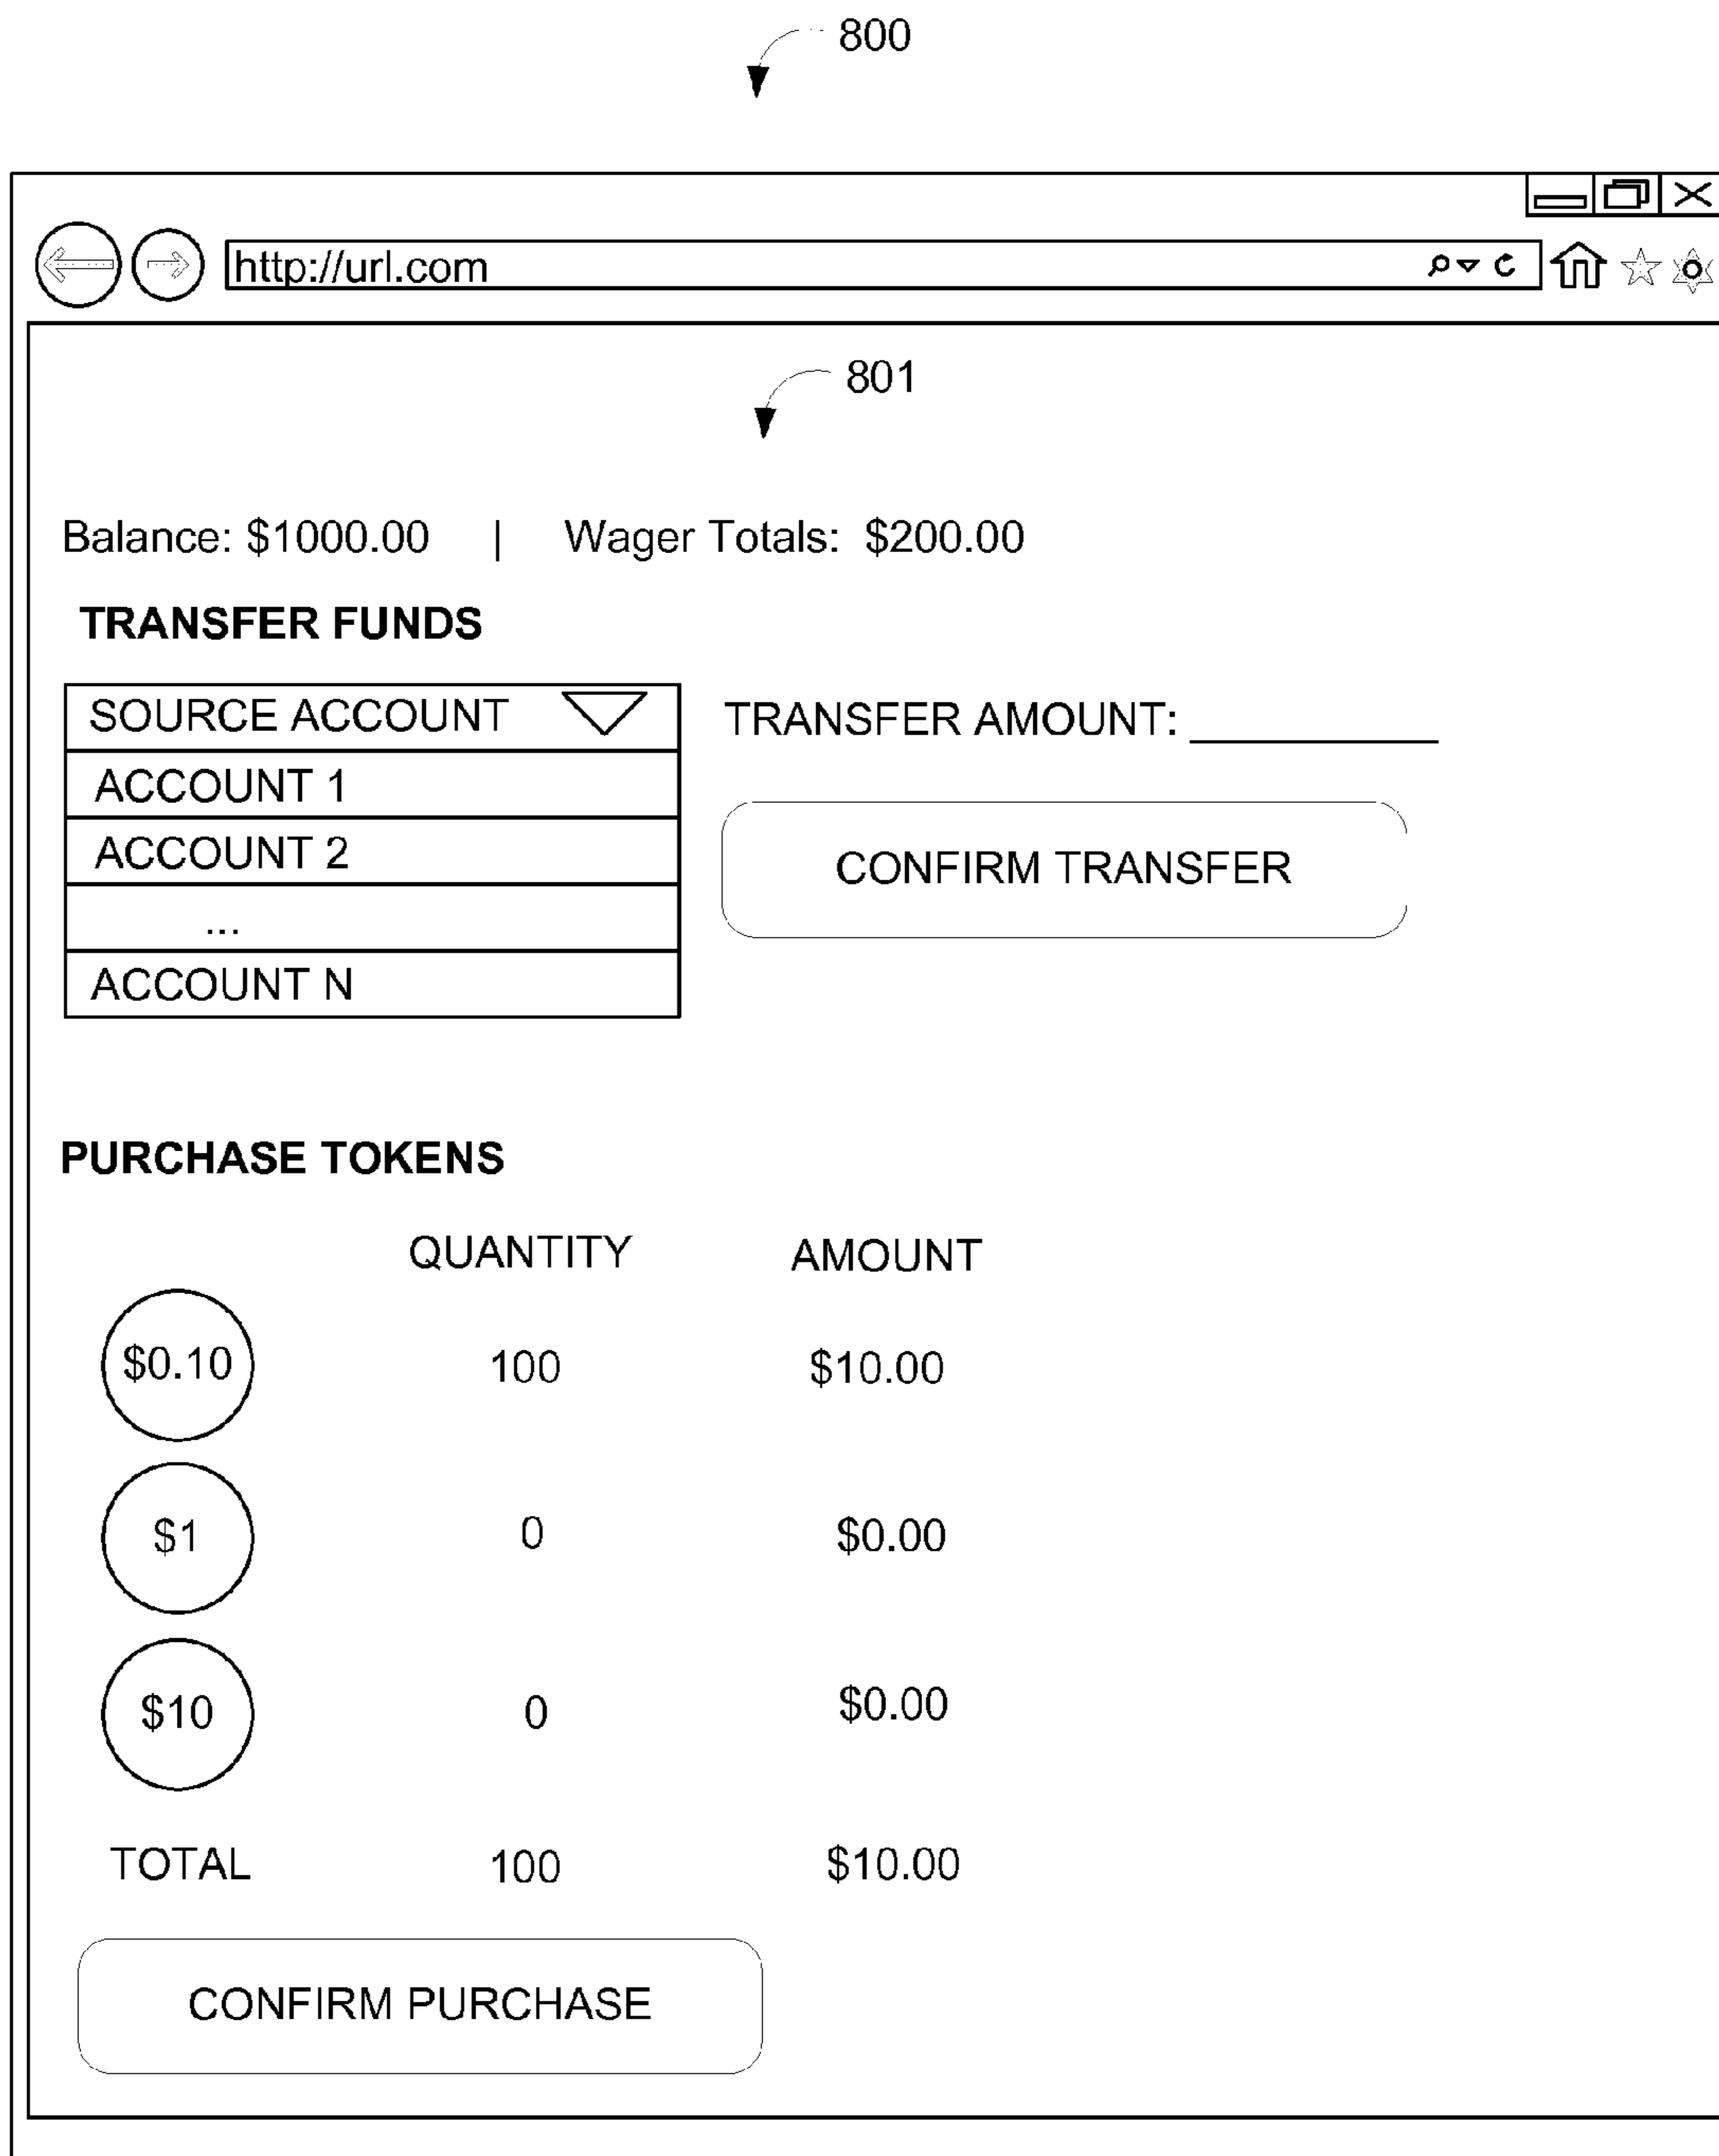 800
http://url.com
801
Balance: $1000.00 | Wager Totals: $200.00
TRANSFER FUNDS
SOURCE ACCOUNT
TRANSFER AMOUNT: __________
ACCOUNT 1
ACCOUNT 2
CONFIRM TRANSFER
...
ACCOUNT N
PURCHASE TOKENS
QUANTITY AMOUNT
$0.10 100 $10.00
$1 0 $0.00
$10 0 $0.00
TOTAL 100 $10.00
CONFIRM PURCHASE